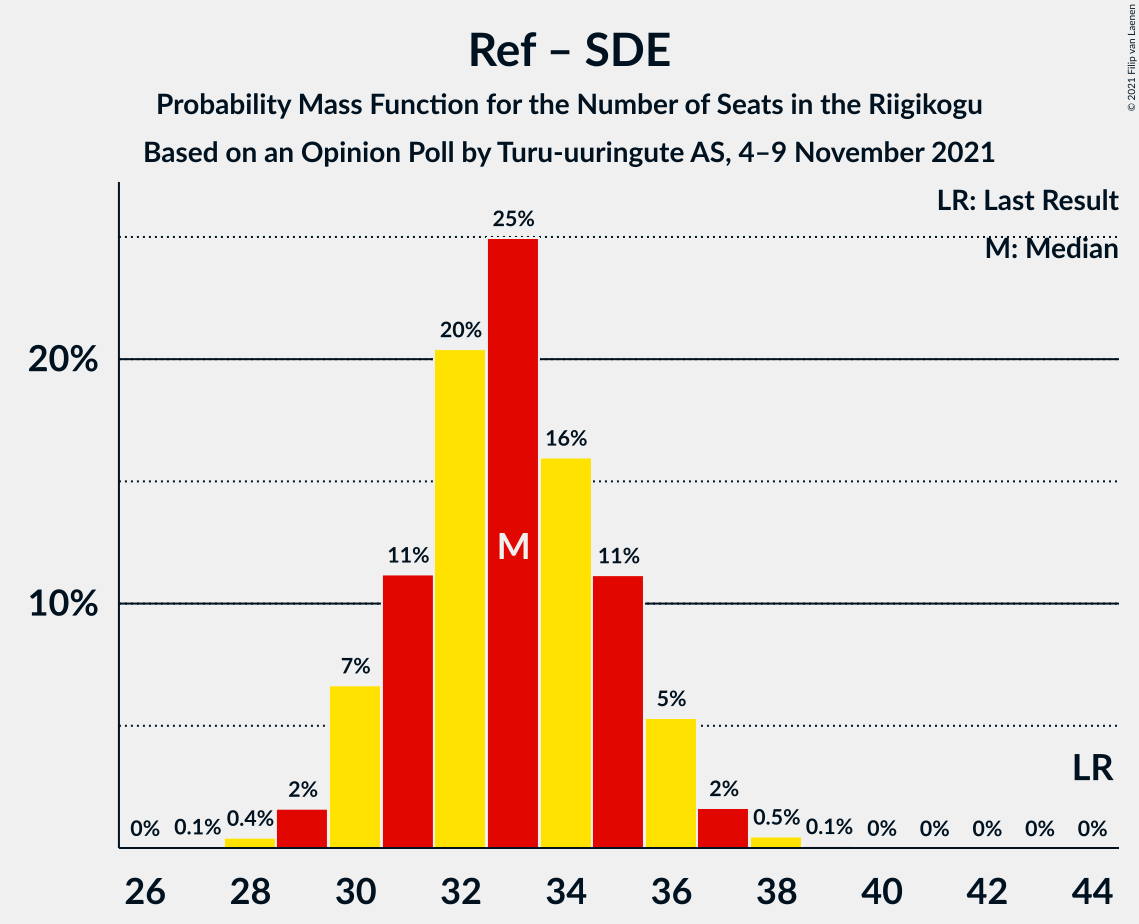 Ref – SDE
Probability Mass Function for the Number of Seats in the Riigikogu
Based on an Opinion Poll by Turu-uuringute AS, 4–9 November 2021
© 2021 Filip van Laenen
LR: Last Result
M: Median
20%
10%
0%
0.1%
0.4%
2%
7%
11%
20%
25%
M
16%
11%
5%
2%
0.5%
0.1%
0%
0%
0%
0%
0%
LR
26 28 30 32 34 36 38 40 42 44